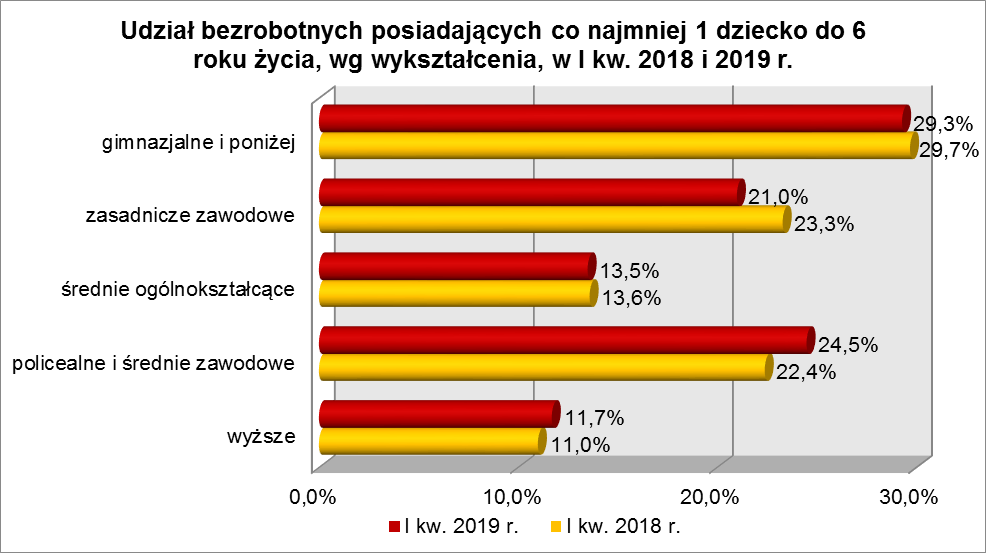 Udział bezrobotnych posiadających co najmniej 1 dziecko do 6
roku życia, wg wykształcenia, w I kw. 2018 i 2019 r.
gimnazjalne i poniżej
29,3%
29,7%
zasadnicze zawodowe
21,0%
23,3%
średnie ogólnokształcące
13,5%
13,6%
policealne i średnie zawodowe
24,5%
22,4%
wyższe
11,7%
11,0%
0,0% 10,0% 20,0% 30,0%
I kw. 2019 r. I kw. 2018 r.